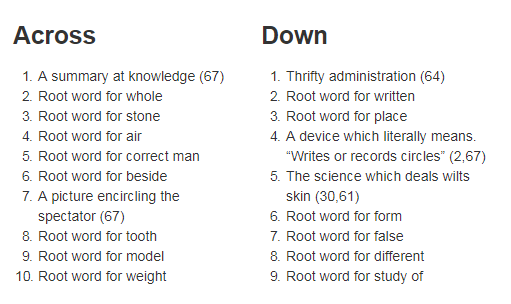 Across
1. A summary at knowledge (67)
2. Root word for whole
3. Root word for stone
4. Root word for air
5. Root word for correct man
6. Root word for beside
7. A picture encircling the
spectator (67)
8. Root word for tooth
9. Root word for model
10. Root word for weight
Down
1. Thrifty administration (64)
2. Root word for written
3. Root word for place
4. A device which literally means.
“Writes or records circles” (2,67)
5. The science which deals wilts
skin (30,61)
6. Root word for form
7. Root word for false
8. Root word for different
9. Root word for study of